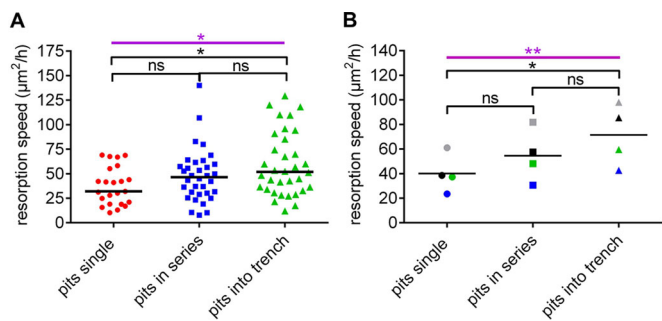 A
*
*
ns ns
resorption speed (µm²/h)
175
150
125
100
75
50
25
0
pits single
pits in series
pits into trench
B
**
*
ns
ns
resorption speed (µm²/h)
140
120
100
80
60
40
20
0
pits single
pits in series
pits into trench